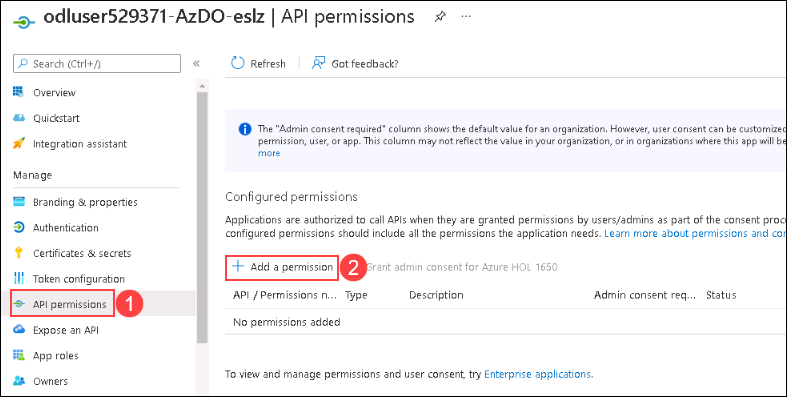 odluser529371-AzDO-eslz | API permissions
Search (Ctrl+/)
«
Refresh
Got feedback?
Overview
Quickstart
Integration assistant
The "Admin consent required" column shows the default value for an organization. However, user consent can be customized
permission, user, or app. This column may not reflect the value in your organization, or in organizations where this app will be
more
Manage
Branding & properties
Authentication
Certificates & secrets
Token configuration
API permissions
1
Expose an API
App roles
Owners
Configured permissions
Applications are authorized to call APIs when they are granted permissions by users/admins as part of the consent proc
configured permissions should include all the permissions the application needs. Learn more about permissions and con
+ Add a permission
2
Grant admin consent for Azure HOL 1650
API / Permissions n... Type Description Admin consent req... Status
No permissions added
To view and manage permissions and user consent, try Enterprise applications.